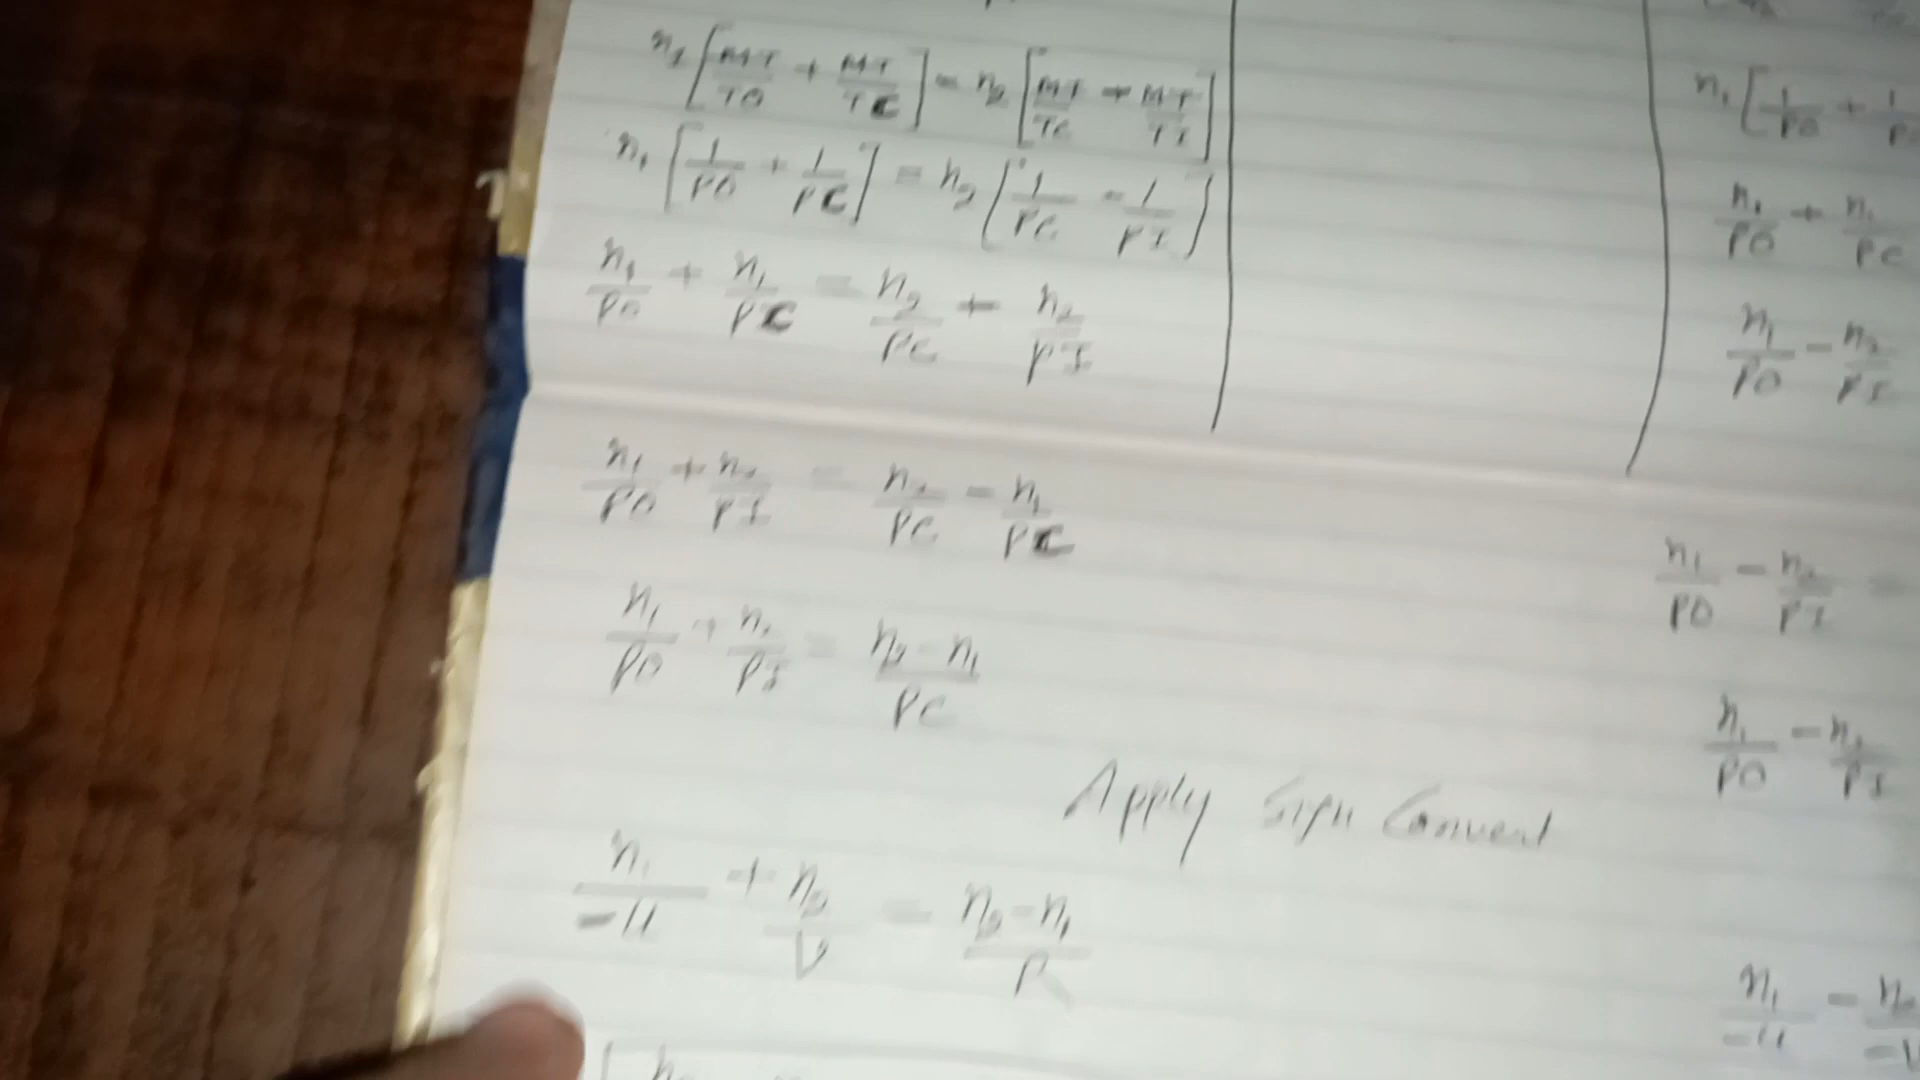 n₁ [MT/TO + MT/TC] = n₂ [MT/TC - MT/TI]
n₁ [1/PO + 1/PC] = n₂ [1/PC - 1/PI]
n₁/PO + n₁/PC = n₂/PC - n₂/PI
n₁/PO + n₂/PI = n₂/PC - n₁/PC
n₁/PO + n₂/PI = n₂-n₁/PC
Apply Sign Convent
n₁/-u + n₂/V = n₂-n₁/R
n₁ [1/PO + 1/
n₁/PO + n₁/PC
n₁/PO - n₂/PI
n₁/PO - n₂/PI =
n₁/PO - n₂/PI
n₁/-u - n₂/-V